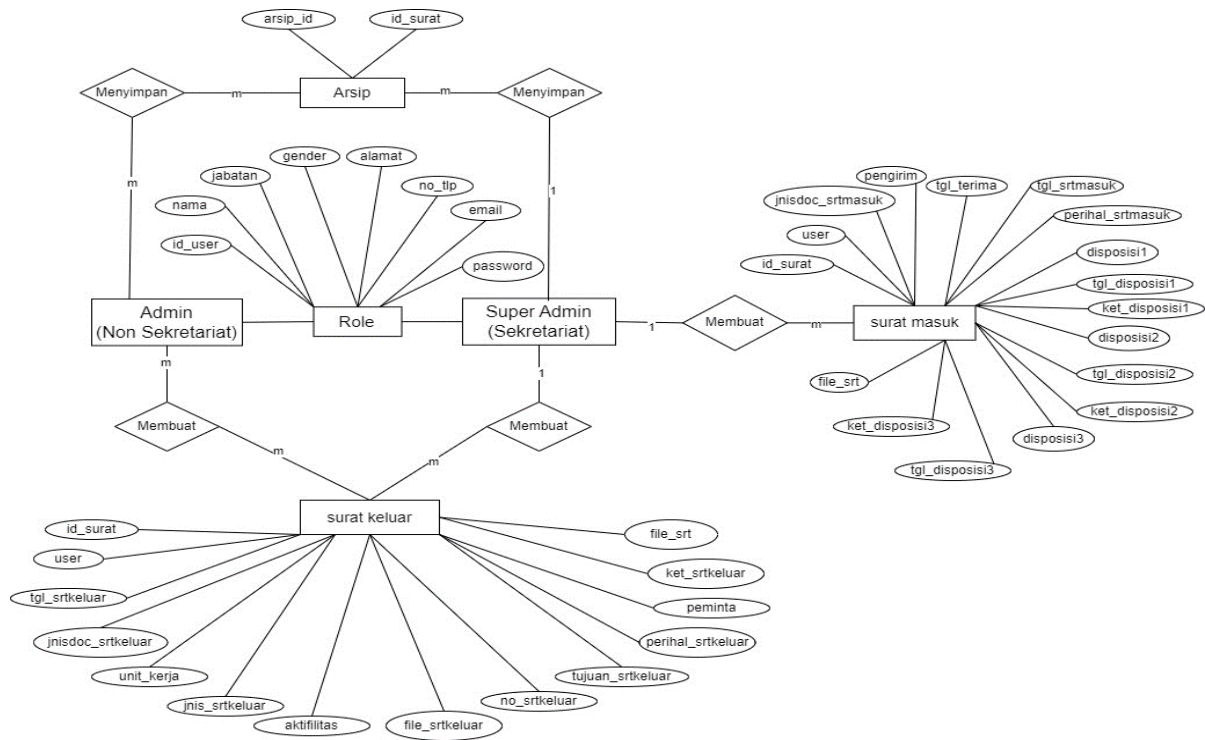 arsip_id
id_surat
Menyimpan
m
Arsip
m
Menyimpan
m
1
gender
alamat
jabatan
no_tlp
nama
email
id_user
password
pengirim
tgl_terima
tgl_srtmasuk
jnisdoc_srtmasuk
perihal_srtmasuk
user
disposisi1
id_surat
tgl_disposisi1
ket_disposisi1
Admin
(Non Sekretariat)
Role
Super Admin
(Sekretariat)
1
Membuat
m
surat masuk
disposisi2
tgl_disposisi2
file_srt
ket_disposisi2
ket_disposisi3
disposisi3
tgl_disposisi3
m
1
Membuat
Membuat
m
m
surat keluar
id_surat
file_srt
user
ket_srtkeluar
tgl_srtkeluar
peminta
jnisdoc_srtkeluar
perihal_srtkeluar
unit_kerja
tujuan_srtkeluar
jnis_srtkeluar
no_srtkeluar
aktifilitas
file_srtkeluar